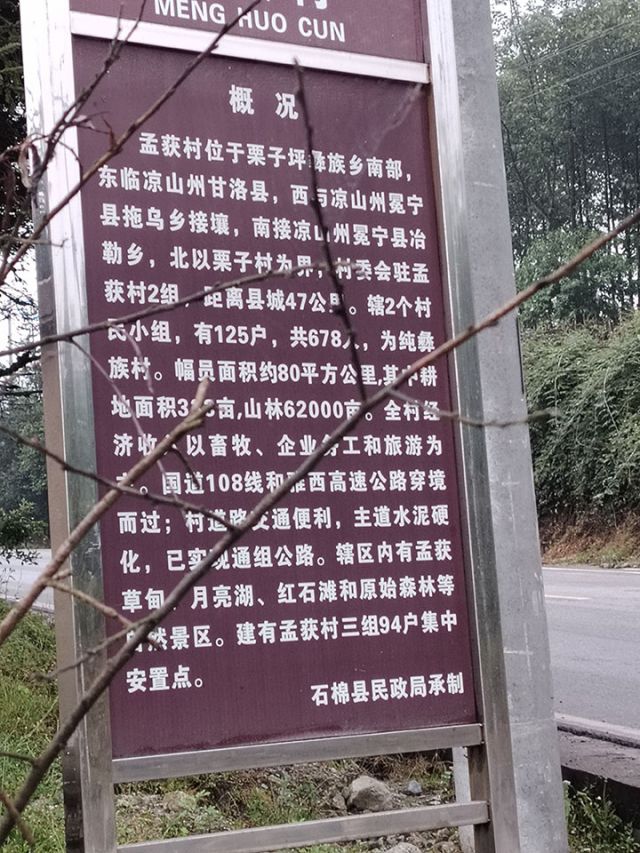 MENG HUO CUN
概况
孟获村位于栗子坪彝族乡南部，
东临凉山州甘洛县，西与凉山州冕宁
县拖乌乡接壤，南接凉山州冕宁县冶
勒乡，北以栗子村为界，村委会驻孟
获村2组，距离县城47公里。辖2个村
民小组，有125户，共678人，为纯彝
族村。幅员面积约80平方公里,其中耕
地面积3 亩,山林62000亩。全村经
济收 以畜牧、企业务工和旅游为
。国道108线和雅西高速公路穿境
而过；村道路交通便利，主道水泥硬
化，已实现通组公路。辖区内有孟获
草甸、月亮湖、红石滩和原始森林等
自然景区。建有孟获村三组94户集中
安置点。
石棉县民政局承制